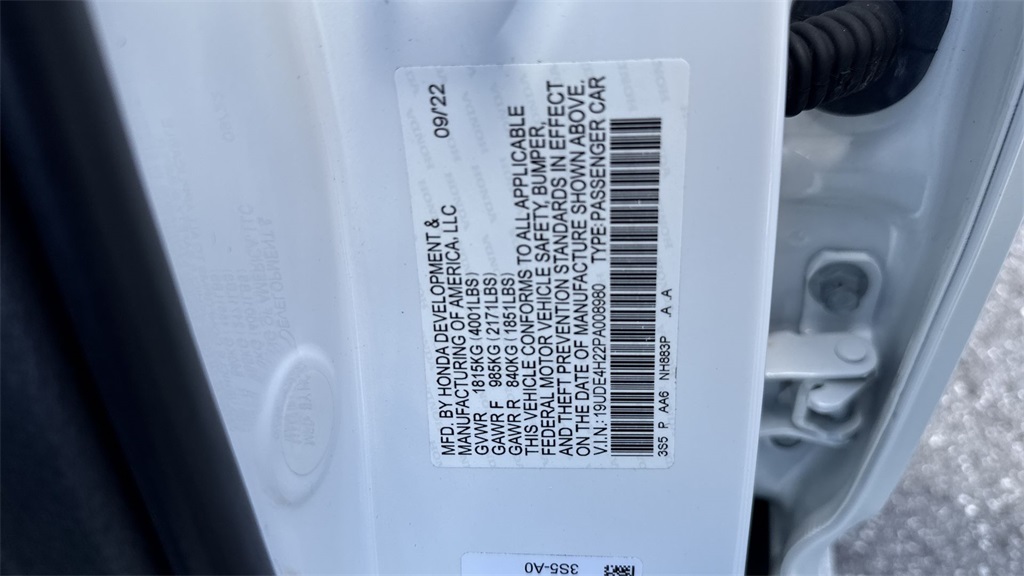 MFD. BY HONDA DEVELOPMENT & 09/22
MANUFACTURING OF AMERICA, LLC
GVWR 1815KG (4001LBS)
GAWR F 985KG (2171LBS)
GAWR R 840KG (1851LBS)
THIS VEHICLE CONFORMS TO ALL APPLICABLE
FEDERAL MOTOR VEHICLE SAFETY, BUMPER,
AND THEFT PREVENTION STANDARDS IN EFFECT
ON THE DATE OF MANUFACTURE SHOWN ABOVE.
V.I.N.:19UDE4H22PA008980 TYPE:PASSENGER CAR
3S5 P AA6 NH883P A A
3S5-A0